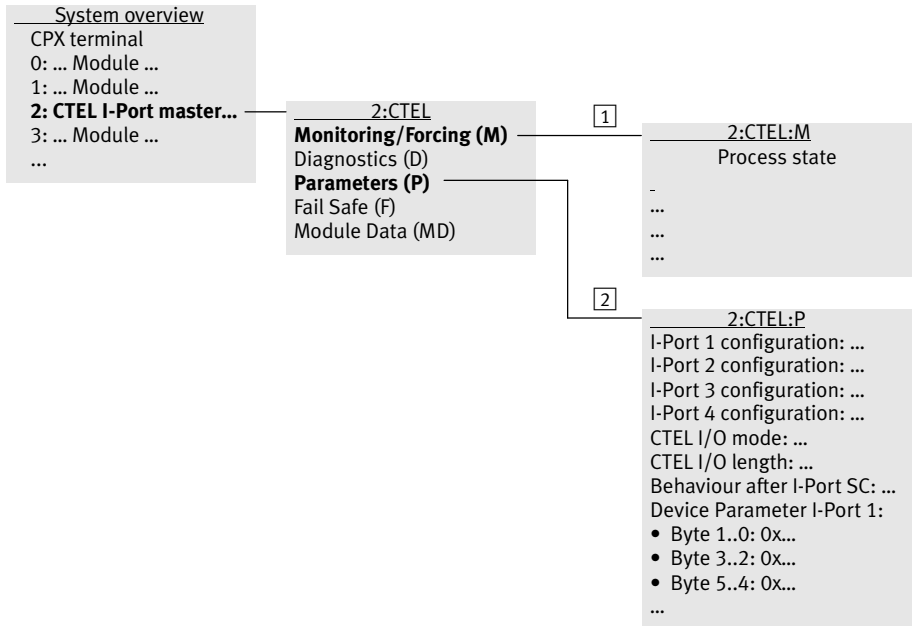 System overview
CPX terminal
0: ... Module ...
1: ... Module ...
2: CTEL I-Port master...
3: ... Module ...
...
2:CTEL
Monitoring/Forcing (M)
Diagnostics (D)
Parameters (P)
Fail Safe (F)
Module Data (MD)
1
2:CTEL:M
Process state
...
...
...
2
2:CTEL:P
I-Port 1 configuration: ...
I-Port 2 configuration: ...
I-Port 3 configuration: ...
I-Port 4 configuration: ...
CTEL I/O mode: ...
CTEL I/O length: ...
Behaviour after I-Port SC: ...
Device Parameter I-Port 1:
• Byte 1..0: 0x...
• Byte 3..2: 0x...
• Byte 5..4: 0x...
...